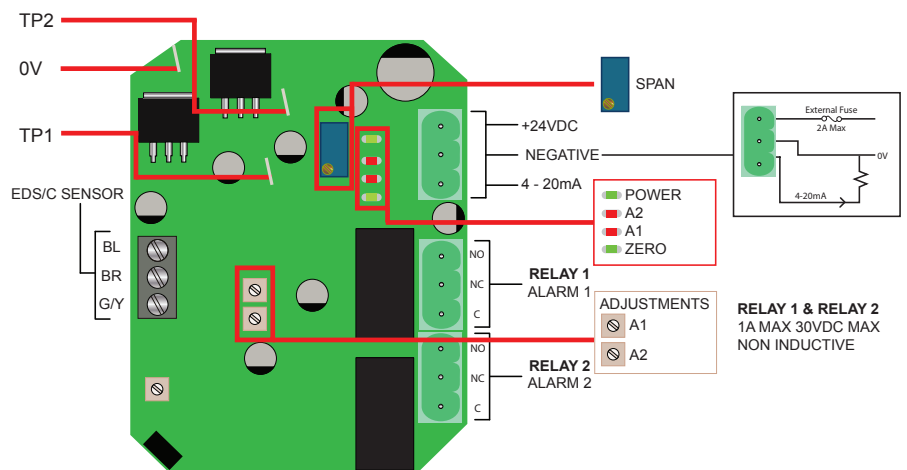 TP2
0V
TP1
EDS/C SENSOR
BL
BR
G/Y
SPAN
+24VDC
NEGATIVE
4 - 20mA
External Fuse
2A Max
0V
4-20mA
POWER
A2
A1
ZERO
NO
NC
C
RELAY 1
ALARM 1
NO
NC
C
RELAY 2
ALARM 2
ADJUSTMENTS
A1
A2
RELAY 1 & RELAY 2
1A MAX 30VDC MAX
NON INDUCTIVE